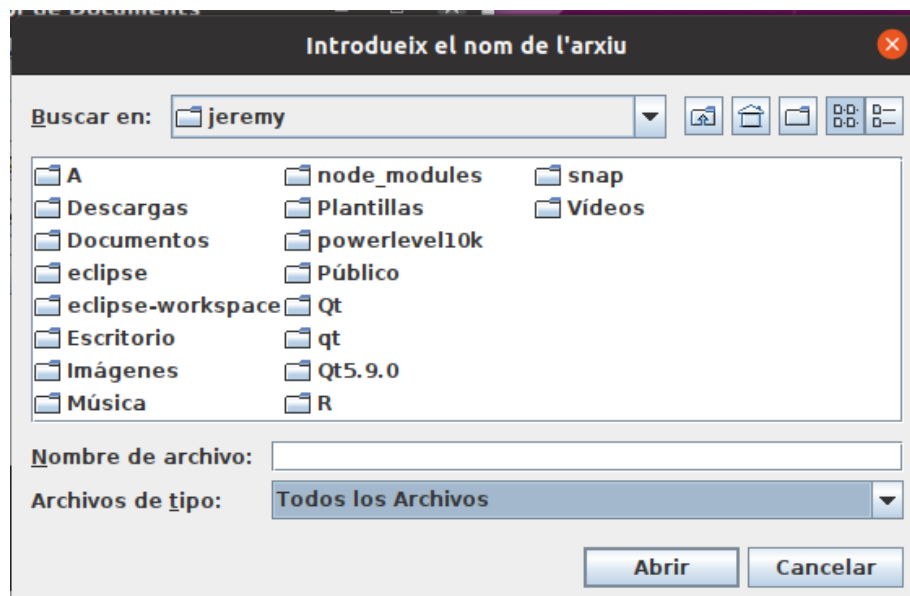 de Documents
Introdueix el nom de l'arxiu
Buscar en: jeremy
A node_modules snap
Descargas Plantillas Vídeos
Documentos powerlevel10k
eclipse Público
eclipse-workspace Qt
Escritorio qt
Imágenes Qt5.9.0
Música R
Nombre de archivo:
Archivos de tipo: Todos los Archivos
Abrir Cancelar